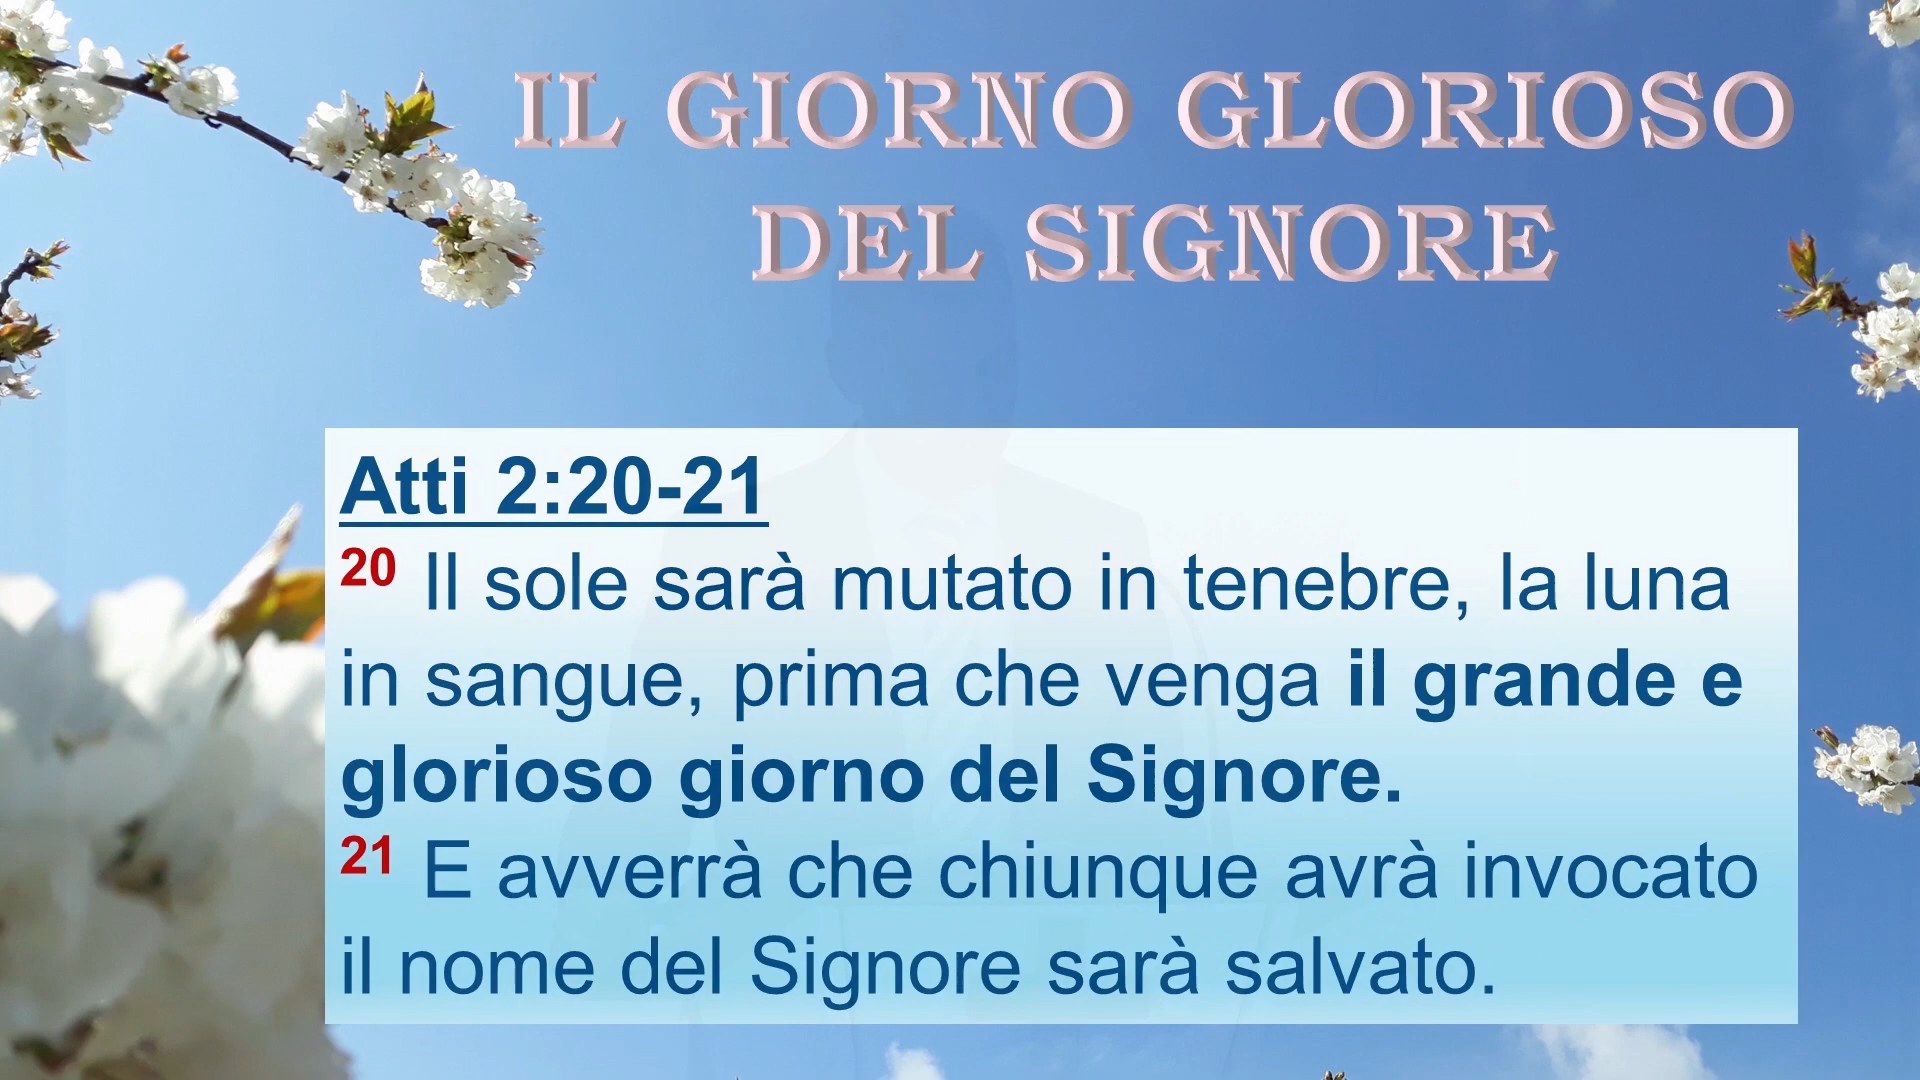 IL GIORNO GLORIOSO
DEL SIGNORE
Atti 2:20-21
20 Il sole sarà mutato in tenebre, la luna
in sangue, prima che venga il grande e
glorioso giorno del Signore.
21 E avverrà che chiunque avrà invocato
il nome del Signore sarà salvato.